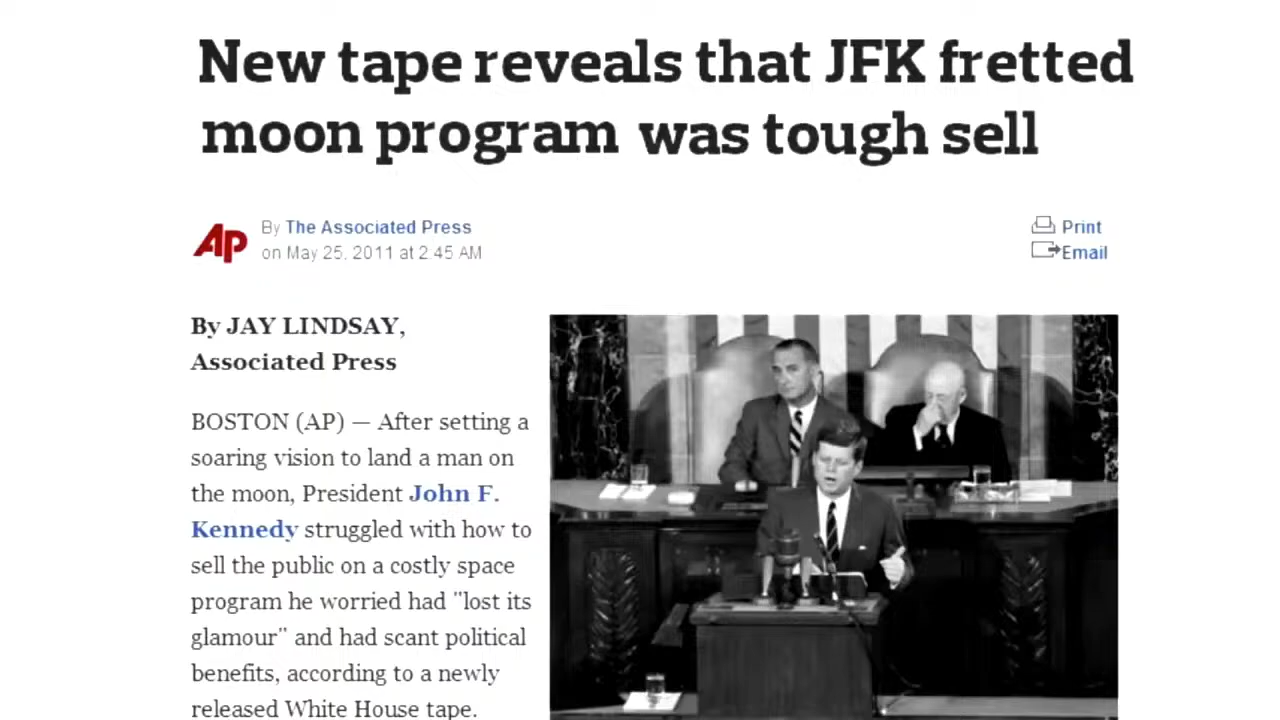 New tape reveals that JFK fretted
moon program was tough sell
AP
By The Associated Press
on May 25, 2011 at 2:45 AM
Print
Email
By JAY LINDSAY,
Associated Press
BOSTON (AP) — After setting a
soaring vision to land a man on
the moon, President John F.
Kennedy struggled with how to
sell the public on a costly space
program he worried had "lost its
glamour" and had scant political
benefits, according to a newly
released White House tape.